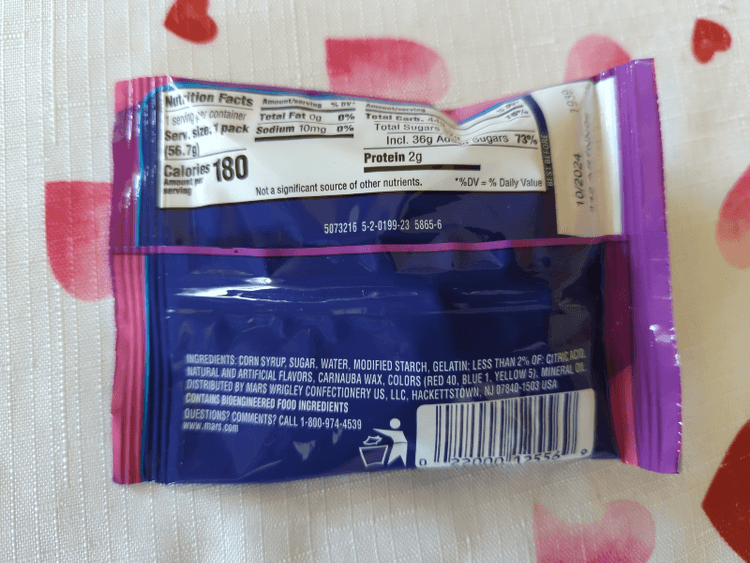 Nutrition Facts
1 serving per container
Serv. size: 1 pack
(56.7g)
Calories 180
Amount per
serving
Amount/serving % DV*
Total Fat 0g 0%
Sodium 10mg 0%
Amount/serving
Total Carb.
Total Sugars
Incl. 36g Sugars 73%
Protein 2g
Not a significant source of other nutrients.
*%DV = % Daily Value
10/2024
5073216 5-2-0199-23 5865-6
INGREDIENTS: CORN SYRUP, SUGAR, WATER, MODIFIED STARCH, GELATIN; LESS THAN 2% OF: CITRIC ACID,
NATURAL AND ARTIFICIAL FLAVORS, CARNAUBA WAX, COLORS (RED 40, BLUE 1, YELLOW 5), MINERAL OIL.
DISTRIBUTED BY MARS WRIGLEY CONFECTIONERY US, LLC, HACKETTSTOWN, NJ 07840-1503 USA
CONTAINS BIOENGINEERED FOOD INGREDIENTS
QUESTIONS? COMMENTS? CALL 1-800-974-4539
www.mars.com
0 22000 12556 9